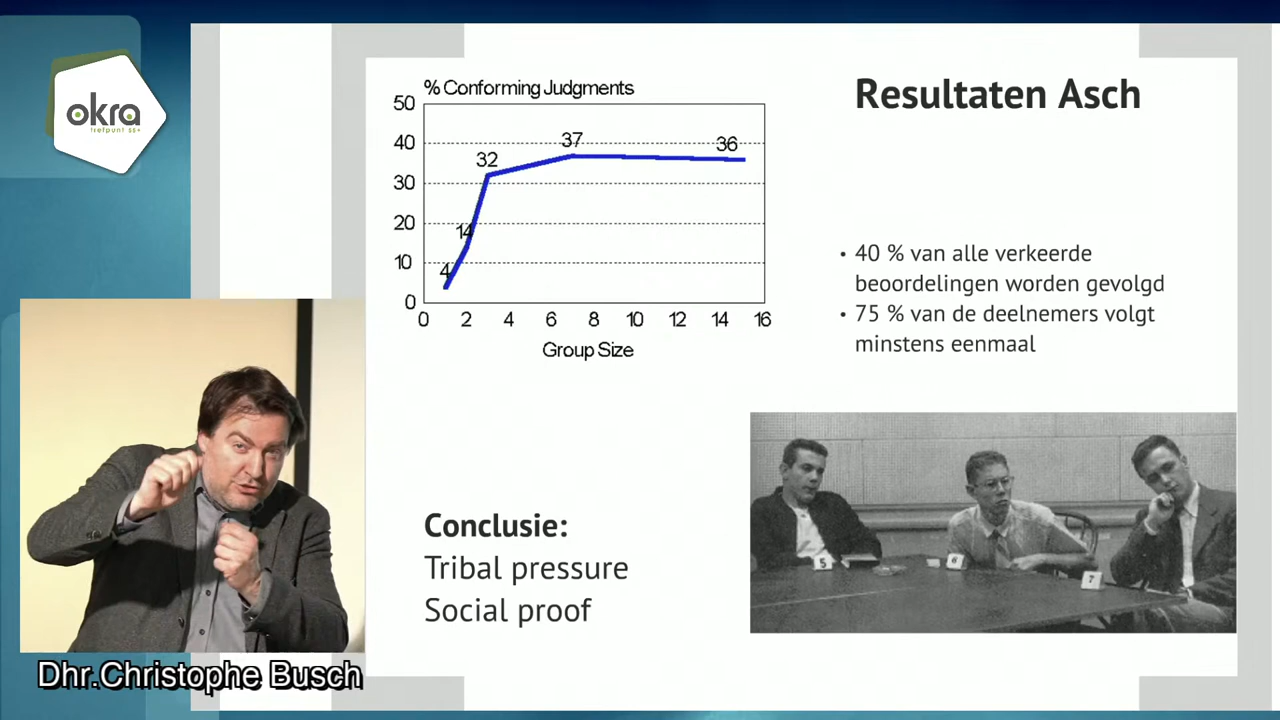 okra
trefpunt 55+
% Conforming Judgments
50
40
30
20
10
0
4
14
32
37
36
0 2 4 6 8 10 12 14 16
Group Size
Resultaten Asch
• 40 % van alle verkeerde
beoordelingen worden gevolgd
• 75 % van de deelnemers volgt
minstens eenmaal
Conclusie:
Tribal pressure
Social proof
5
6
7
Dhr.Christophe Busch